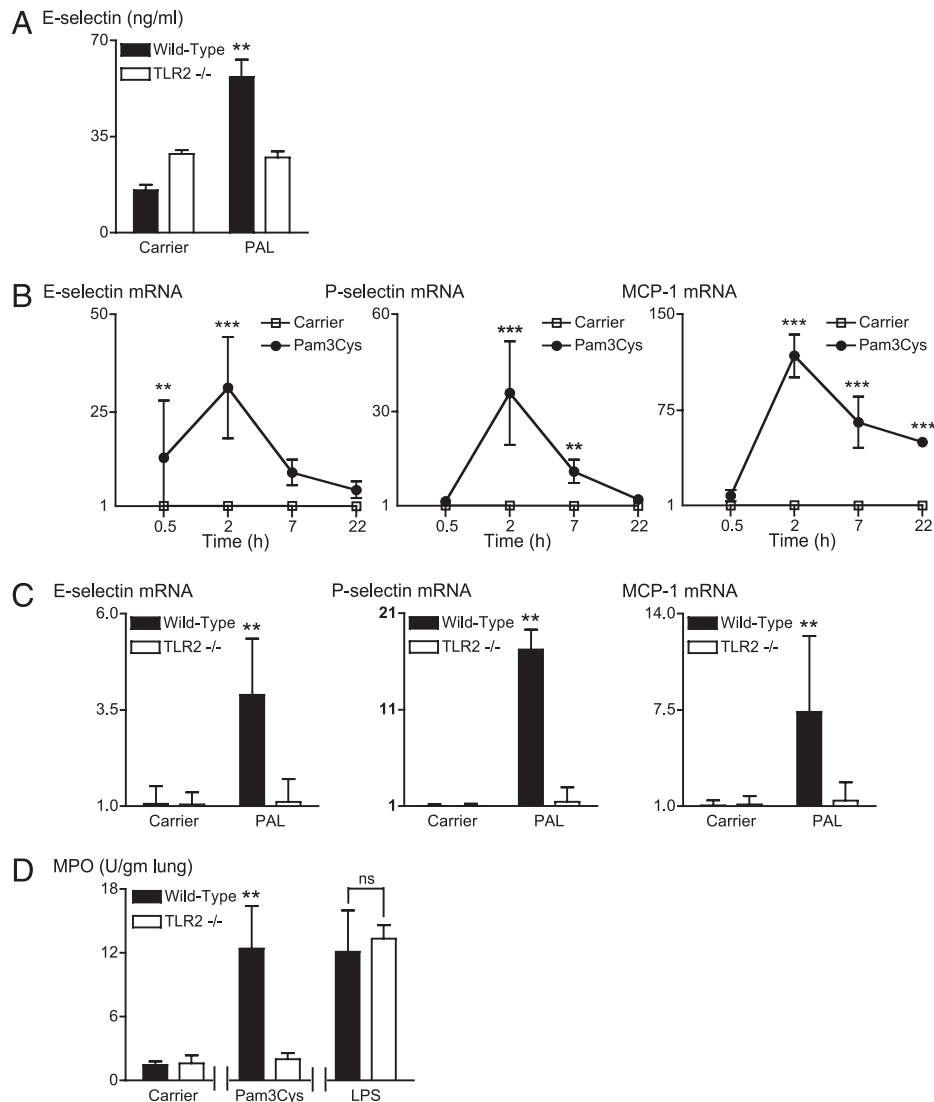 A E-selectin (ng/ml)
70
35
0
Wild-Type
TLR2 -/-
**
Carrier PAL
B E-selectin mRNA
50
25
1
Carrier
Pam3Cys
** ***
0.5 2 7 22
Time (h)
P-selectin mRNA
60
30
1
Carrier
Pam3Cys
*** **
0.5 2 7 22
Time (h)
MCP-1 mRNA
150
75
1
Carrier
Pam3Cys
*** *** ***
0.5 2 7 22
Time (h)
C E-selectin mRNA
6.0
3.5
1.0
Wild-Type
TLR2 -/-
**
Carrier PAL
P-selectin mRNA
21
11
1
Wild-Type
TLR2 -/-
**
Carrier PAL
MCP-1 mRNA
14.0
7.5
1.0
Wild-Type
TLR2 -/-
**
Carrier PAL
D MPO (U/gm lung)
18
12
6
0
Wild-Type
TLR2 -/-
** ns
Carrier Pam3Cys LPS